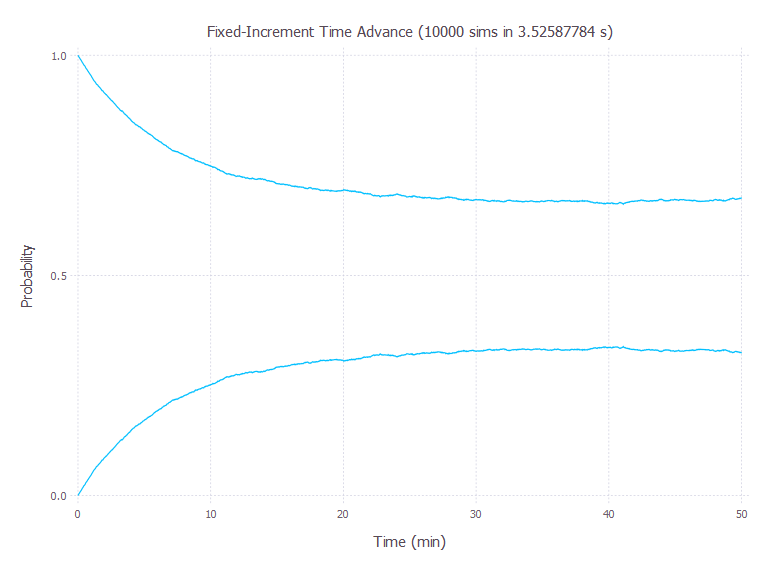 Fixed-Increment Time Advance (10000 sims in 3.52587784 s)
1.0
0.5
0.0
Probability
0 10 20 30 40 50
Time (min)